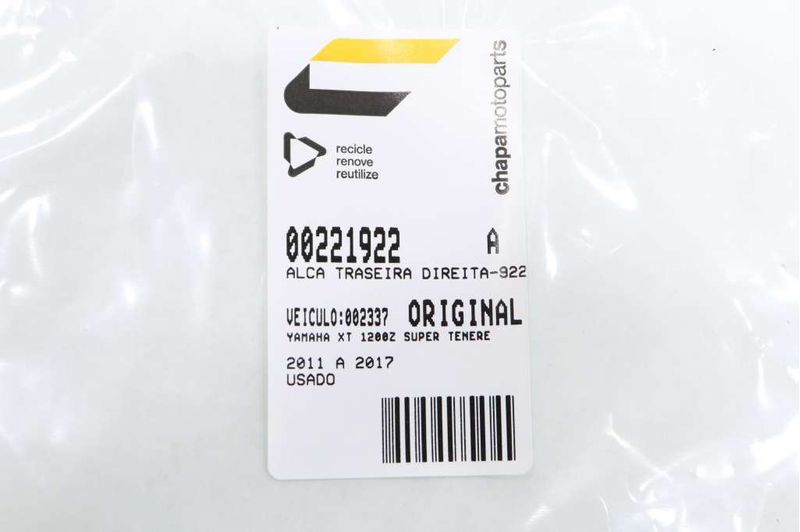 chapamotoparts
recicle
renove
reutilize
00221922 A
ALCA TRASEIRA DIREITA-922
VEICULO:002337 ORIGINAL
YAMAHA XT 1200Z SUPER TENERE
2011 A 2017
USADO